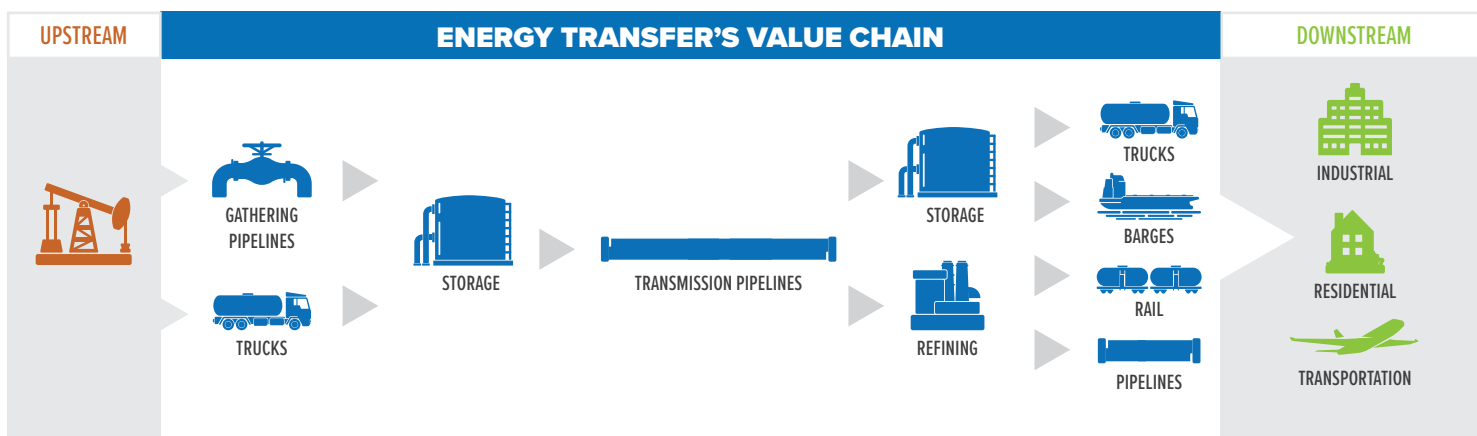 UPSTREAM
ENERGY TRANSFER'S VALUE CHAIN
DOWNSTREAM
GATHERING
PIPELINES
TRUCKS
STORAGE
TRANSMISSION PIPELINES
STORAGE
REFINING
TRUCKS
BARGES
RAIL
PIPELINES
INDUSTRIAL
RESIDENTIAL
TRANSPORTATION